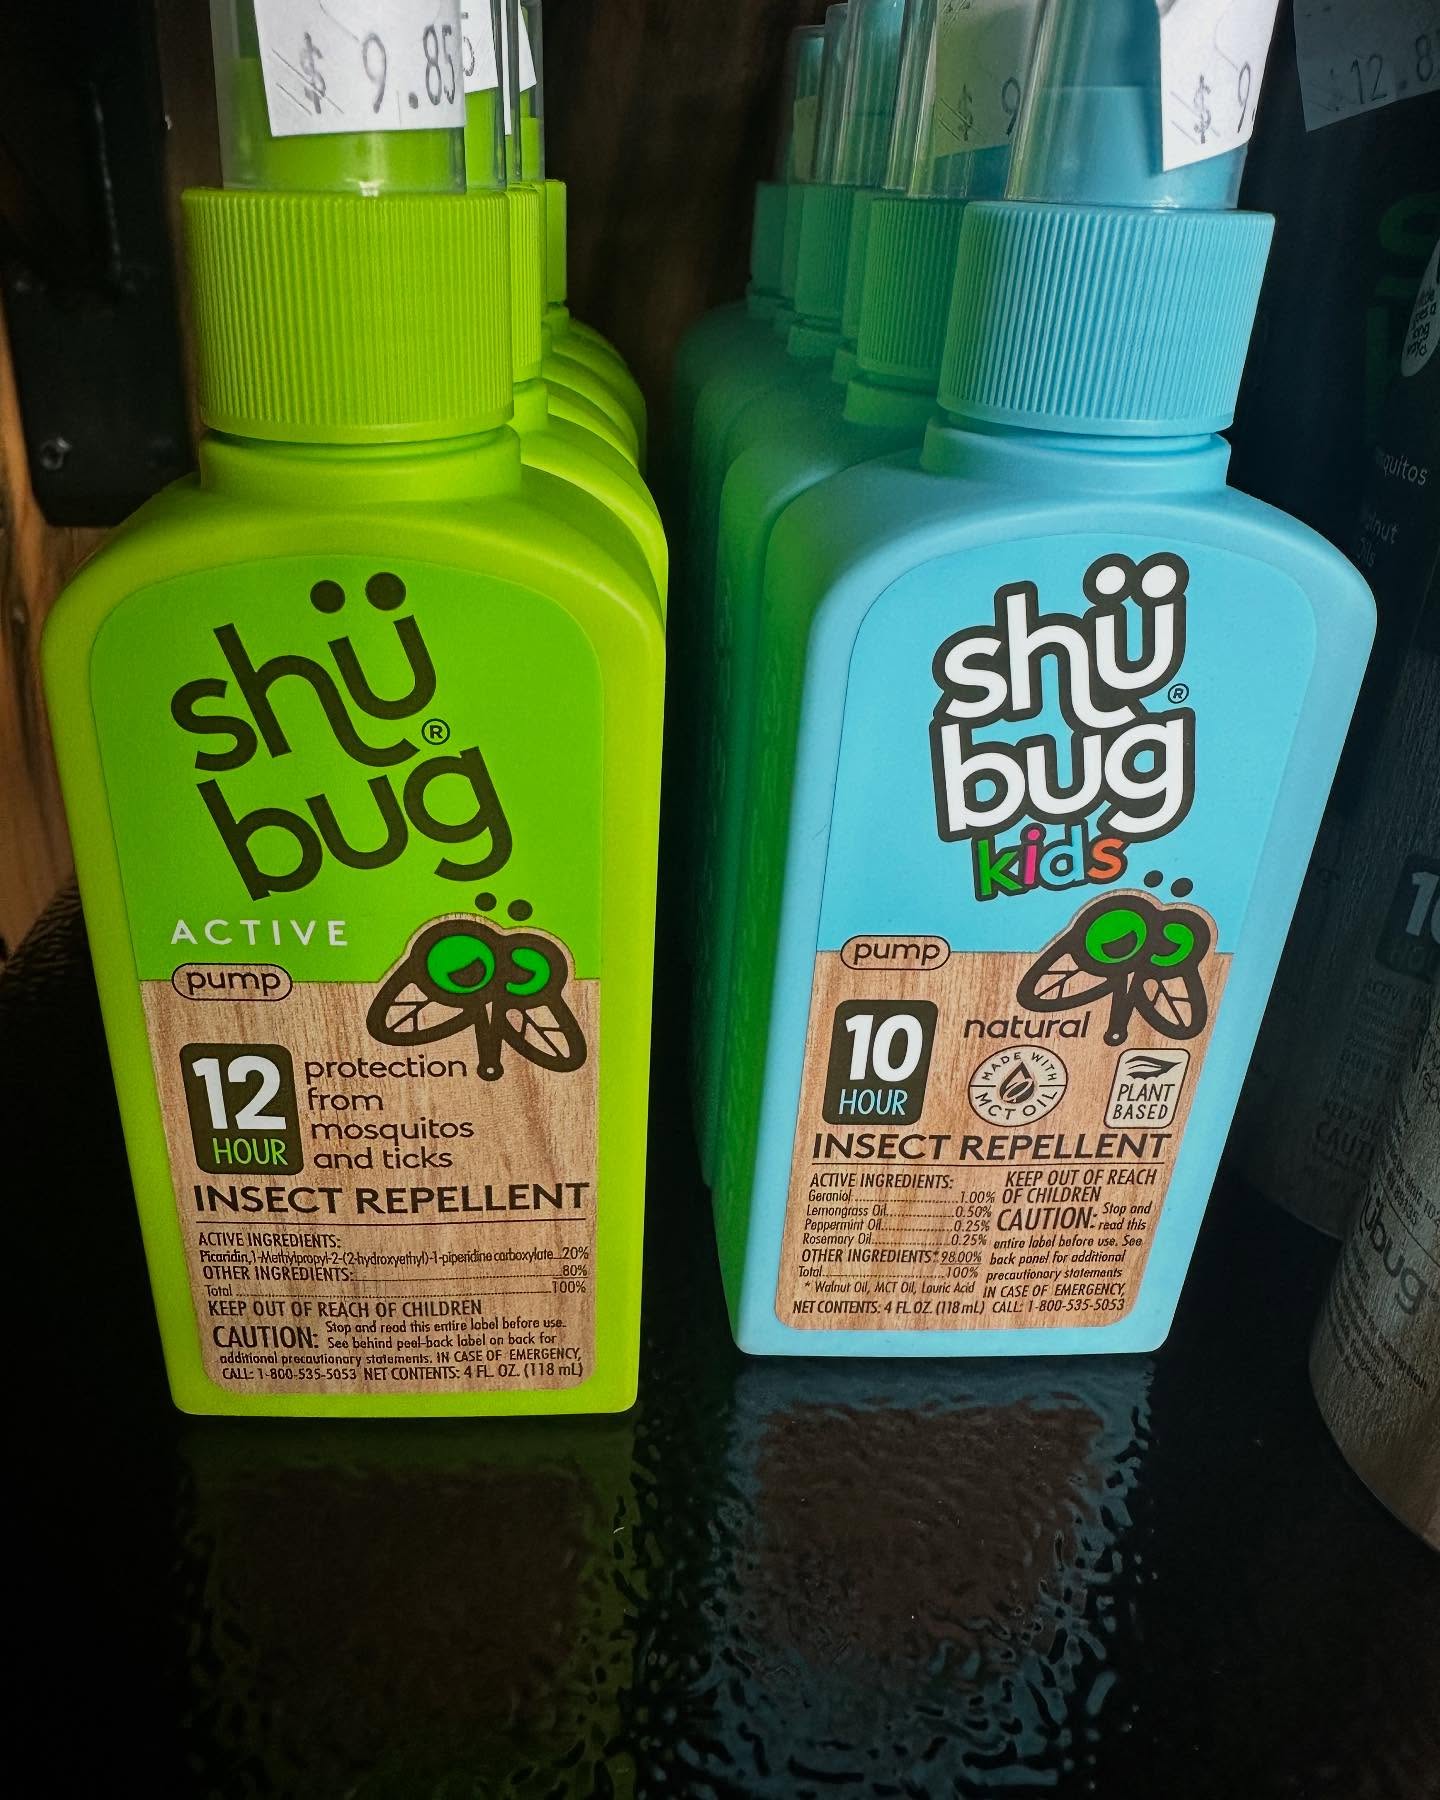 $ 9.85
shü
bug®
ACTIVE
pump
12
HOUR
protection
from
mosquitos
and ticks
INSECT REPELLENT
ACTIVE INGREDIENTS:
Picaridin,1-Methylpropyl-2-(2-hydroxyethyl)-1-piperidine carboxylate...20%
OTHER INGREDIENTS: 80%
Total 100%
KEEP OUT OF REACH OF CHILDREN
CAUTION: Stop and read this entire label before use.
See behind peel-back label on back for
additional precautionary statements. IN CASE OF EMERGENCY,
CALL: 1-800-535-5053 NET CONTENTS: 4 FL. OZ. (118 mL)
$ 9
$ 9.
shü
bug®
kids
pump
10
HOUR
natural
MADE WITH
MCT OIL
PLANT
BASED
INSECT REPELLENT
ACTIVE INGREDIENTS:
Geraniol 1.00%
Lemongrass Oil 0.50%
Peppermint Oil 0.25%
Rosemary Oil 0.25%
OTHER INGREDIENTS*: 98.00%
Total 100%
* Walnut Oil, MCT Oil, Lauric Acid
NET CONTENTS: 4 FL. OZ. (118 mL)
KEEP OUT OF REACH
OF CHILDREN
CAUTION: Stop and
read this
entire label before use. See
back panel for additional
precautionary statements
IN CASE OF EMERGENCY,
CALL: 1-800-535-5053
$12.8
quitos
bug